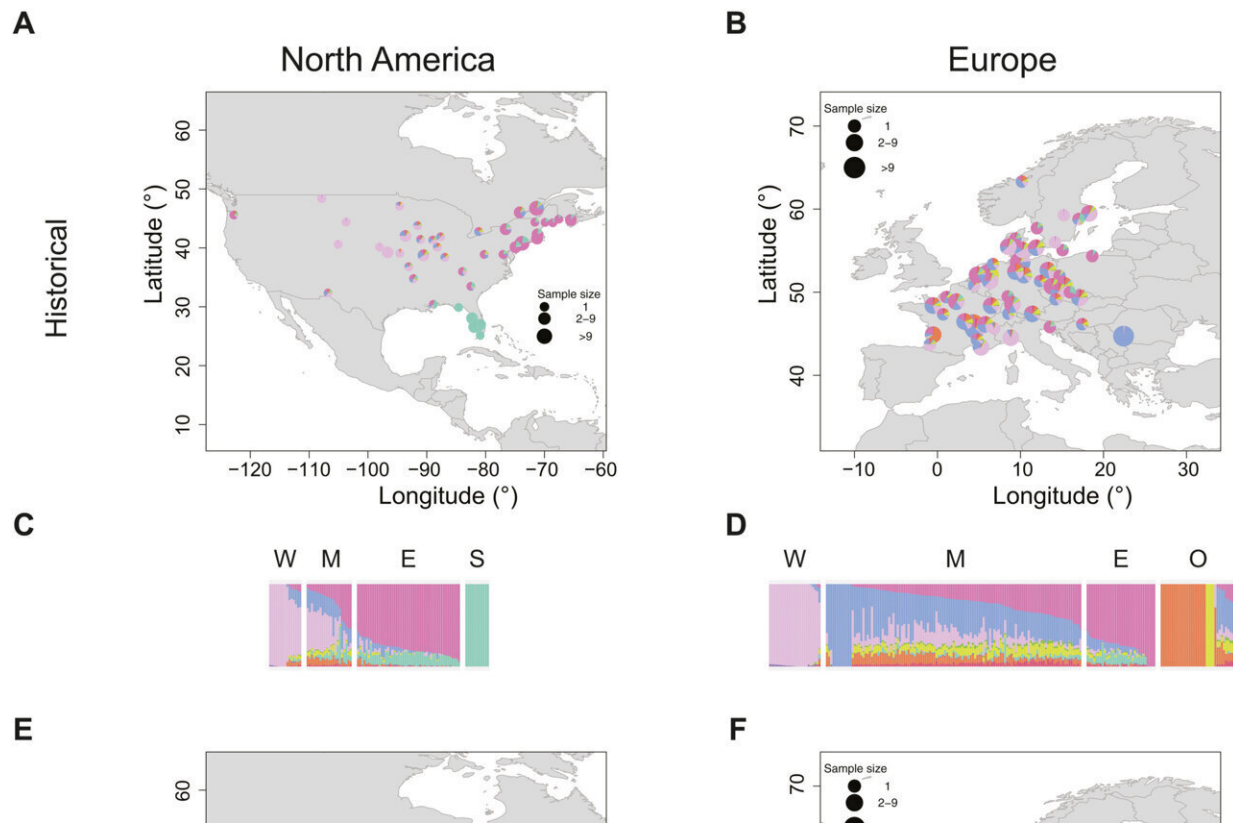 A
North America
B
Europe
Historical
Latitude (°)
60
50
40
30
20
10
Sample size
1
2−9
>9
−120
−110
−100
−90
−80
−70
−60
Longitude (°)
Latitude (°)
70
60
50
40
Sample size
1
2−9
>9
−10
0
10
20
30
Longitude (°)
C
W M E S
D
W M E O
E
60
F
70
Sample size
1
2−9